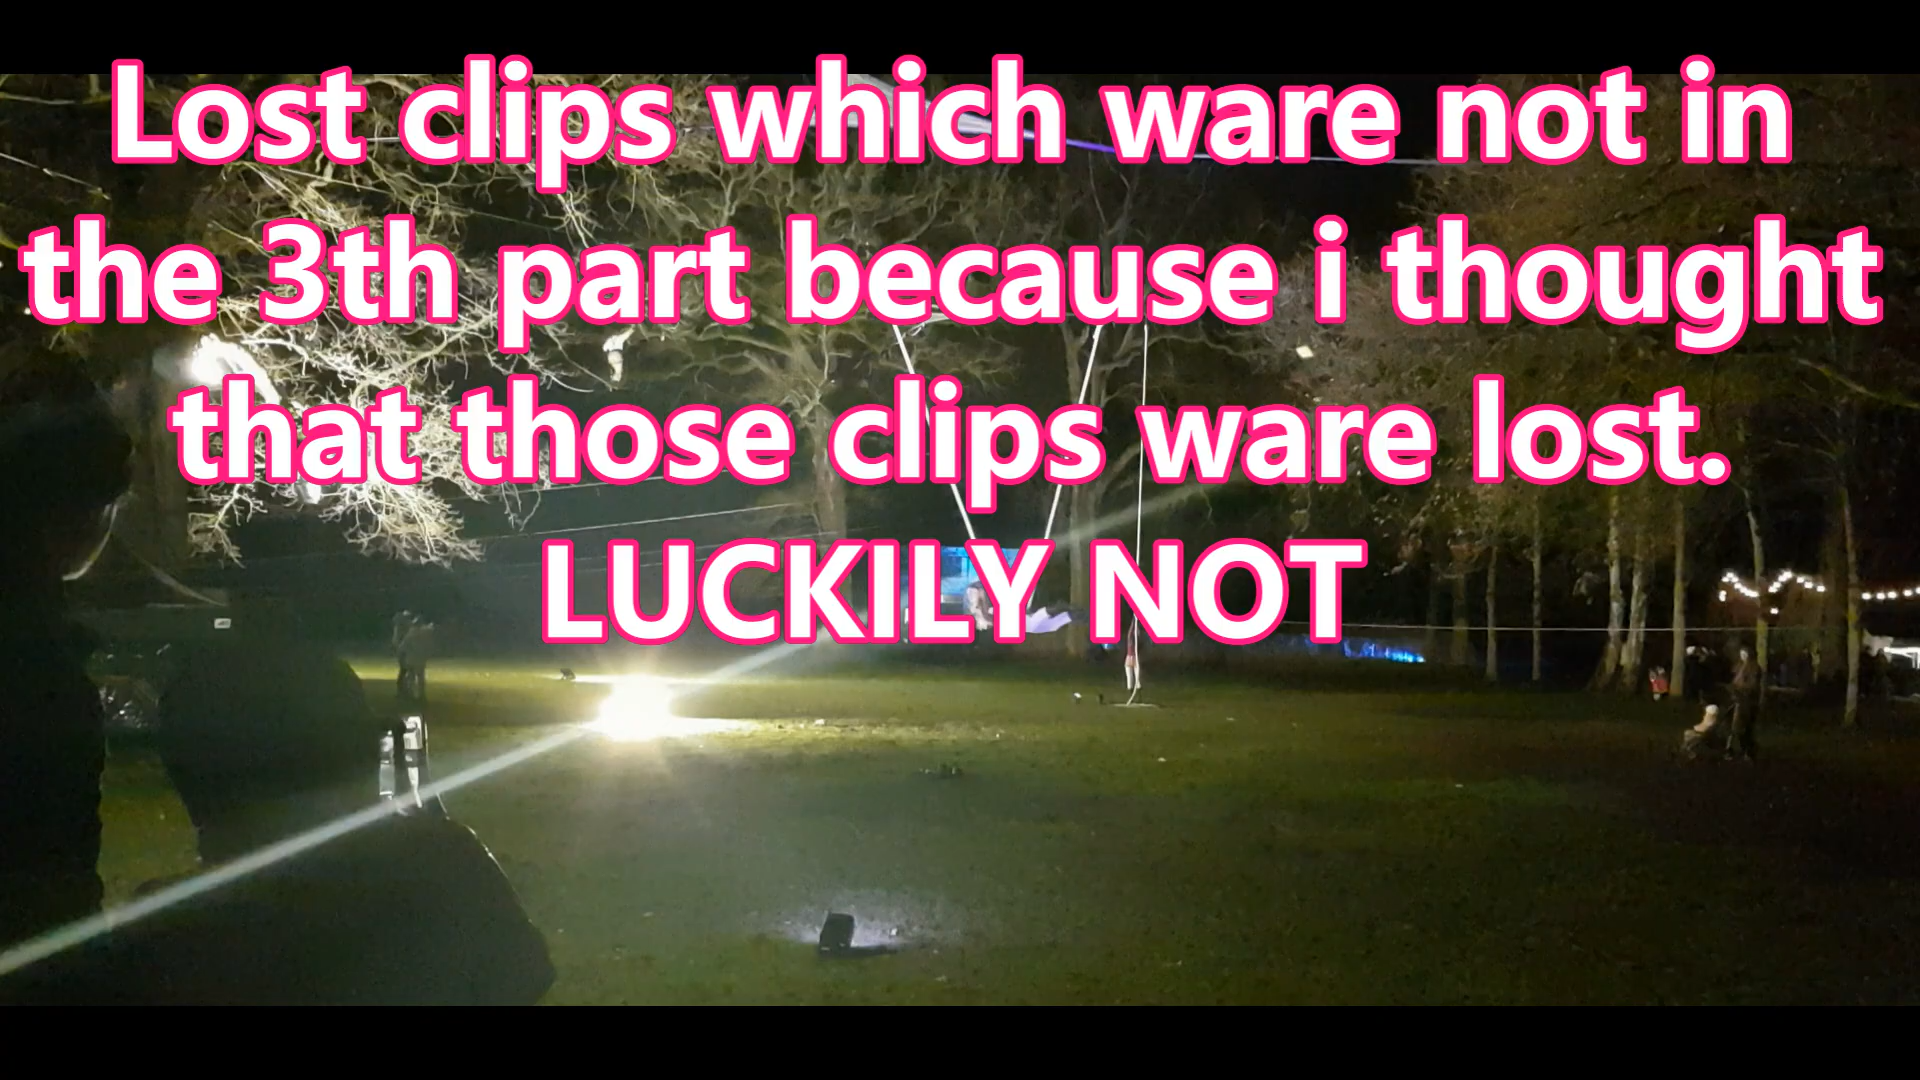 Lost clips which ware not in
the 3th part because i thought
that those clips ware lost.
LUCKILY NOT